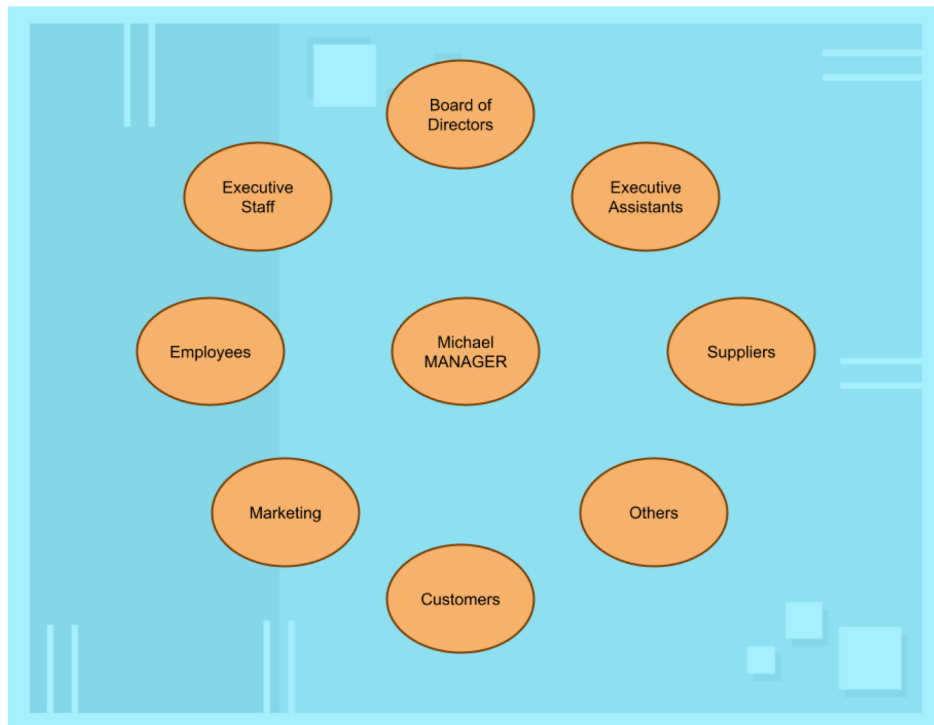 Board of
Directors
Executive
Staff
Executive
Assistants
Employees
Michael
MANAGER
Suppliers
Marketing
Others
Customers